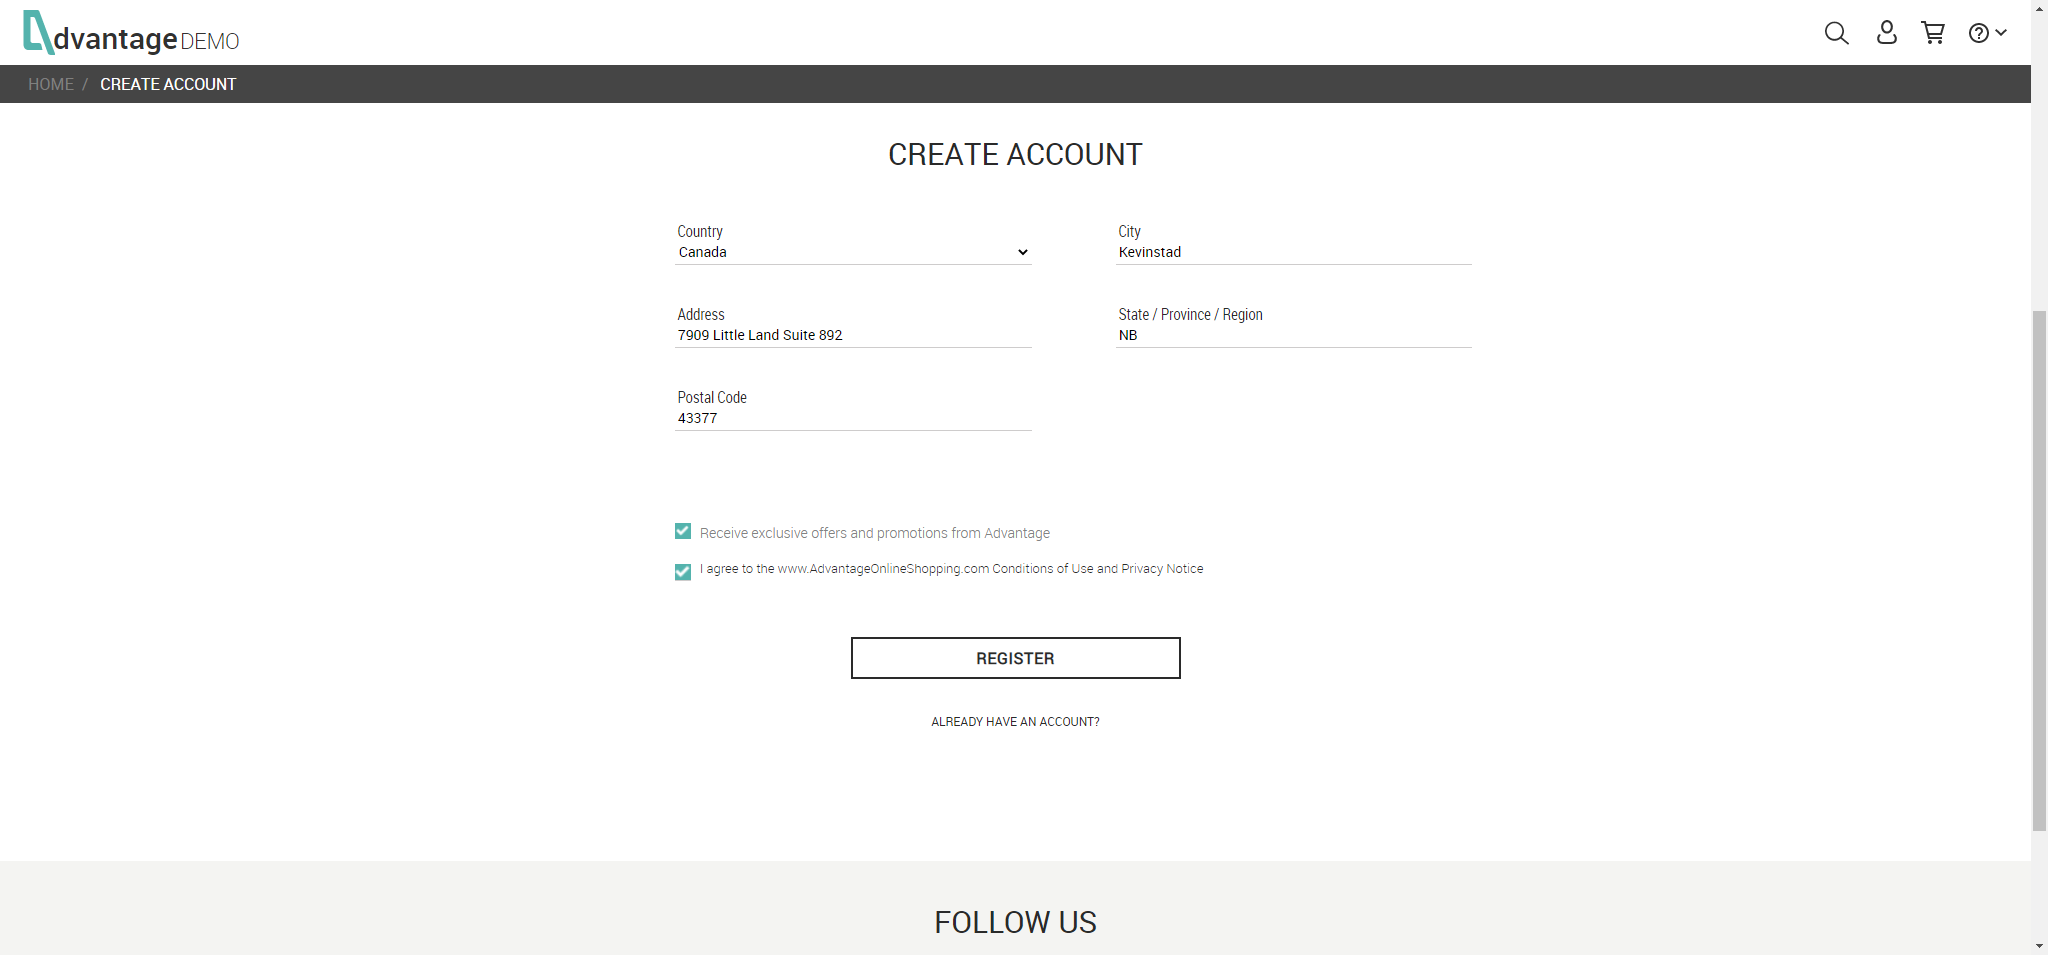 dvantage DEMO
HOME / CREATE ACCOUNT
CREATE ACCOUNT
Country
Canada
City
Kevinstad
Address
7909 Little Land Suite 892
State / Province / Region
NB
Postal Code
43377
Receive exclusive offers and promotions from Advantage
I agree to the www.AdvantageOnlineShopping.com Conditions of Use and Privacy Notice
REGISTER
ALREADY HAVE AN ACCOUNT?
FOLLOW US